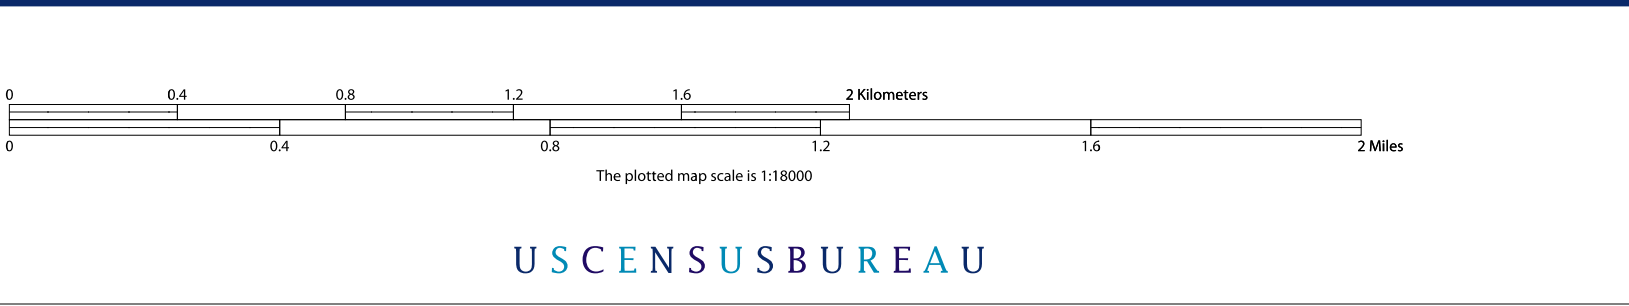 0 0.4 0.8 1.2 1.6 2 Kilometers
0 0.4 0.8 1.2 1.6 2 Miles
The plotted map scale is 1:18000
USCENSUSBUREAU